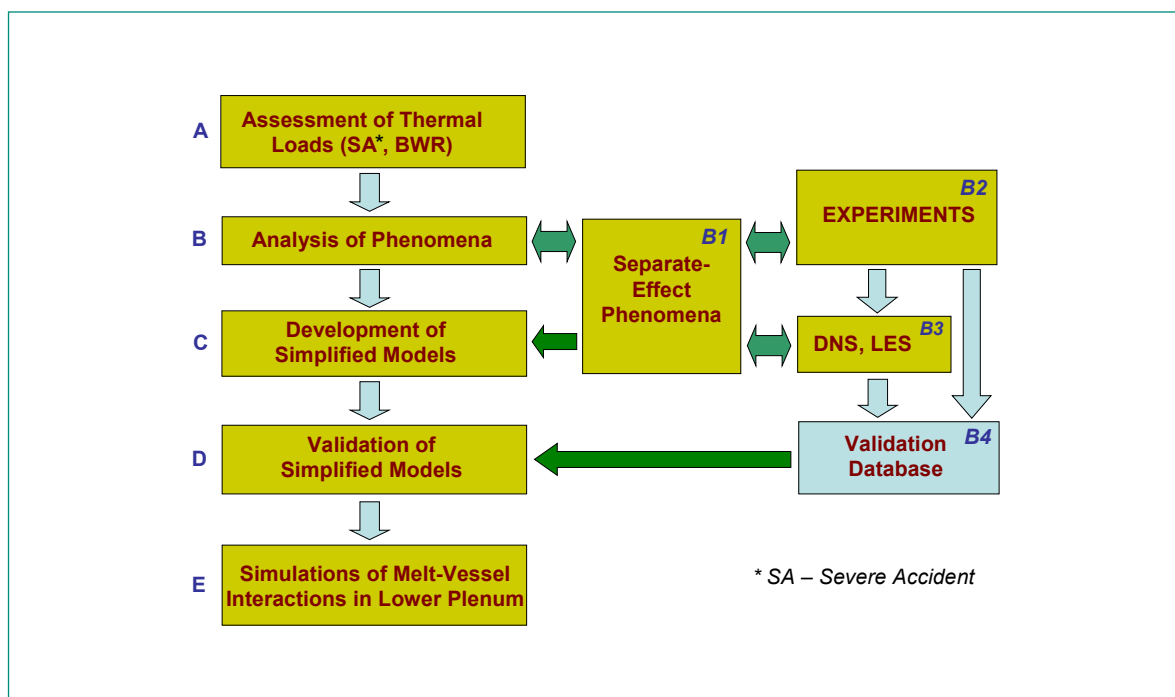 A
Assessment of Thermal
Loads (SA*, BWR)
B
Analysis of Phenomena
C
Development of
Simplified Models
D
Validation of
Simplified Models
E
Simulations of Melt-Vessel
Interactions in Lower Plenum
B1
Separate-
Effect
Phenomena
B2
EXPERIMENTS
B3
DNS, LES
B4
Validation
Database
* SA – Severe Accident